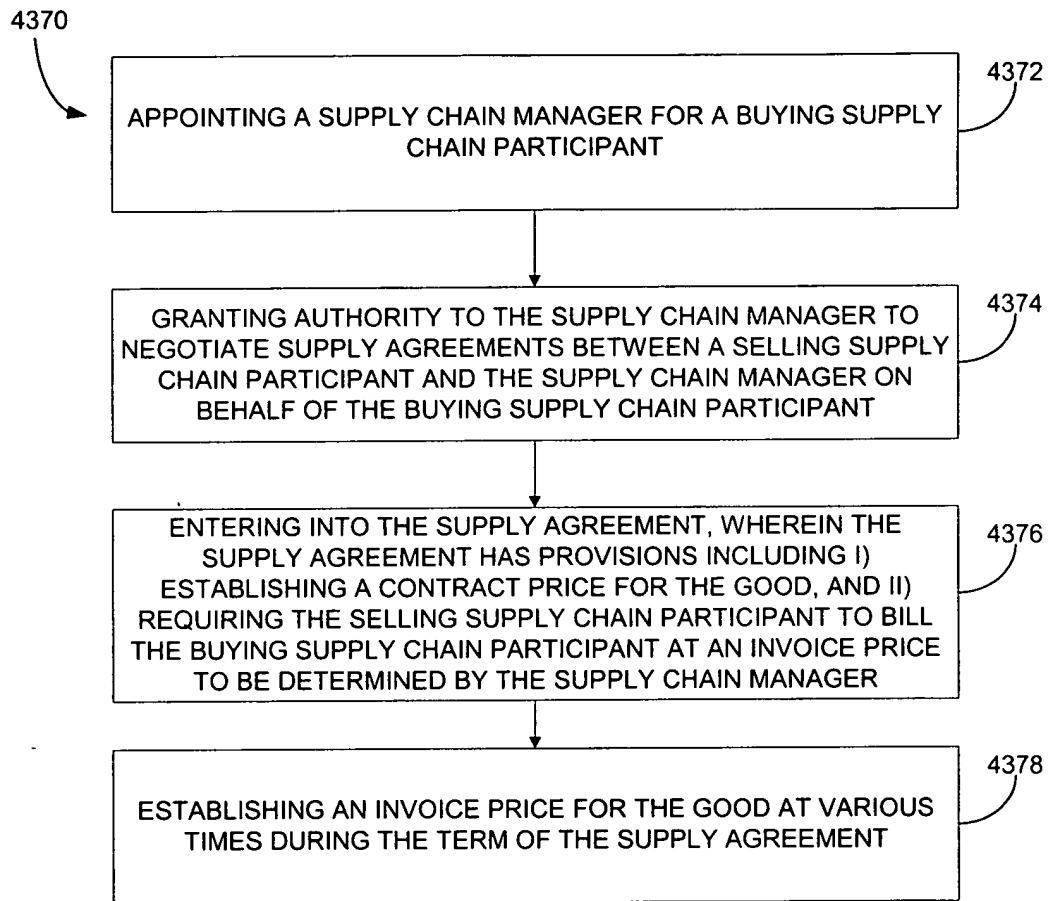 4370
4372
APPOINTING A SUPPLY CHAIN MANAGER FOR A BUYING SUPPLY
CHAIN PARTICIPANT
4374
GRANTING AUTHORITY TO THE SUPPLY CHAIN MANAGER TO
NEGOTIATE SUPPLY AGREEMENTS BETWEEN A SELLING SUPPLY
CHAIN PARTICIPANT AND THE SUPPLY CHAIN MANAGER ON
BEHALF OF THE BUYING SUPPLY CHAIN PARTICIPANT
4376
ENTERING INTO THE SUPPLY AGREEMENT, WHEREIN THE
SUPPLY AGREEMENT HAS PROVISIONS INCLUDING I)
ESTABLISHING A CONTRACT PRICE FOR THE GOOD, AND II)
REQUIRING THE SELLING SUPPLY CHAIN PARTICIPANT TO BILL
THE BUYING SUPPLY CHAIN PARTICIPANT AT AN INVOICE PRICE
TO BE DETERMINED BY THE SUPPLY CHAIN MANAGER
4378
ESTABLISHING AN INVOICE PRICE FOR THE GOOD AT VARIOUS
TIMES DURING THE TERM OF THE SUPPLY AGREEMENT